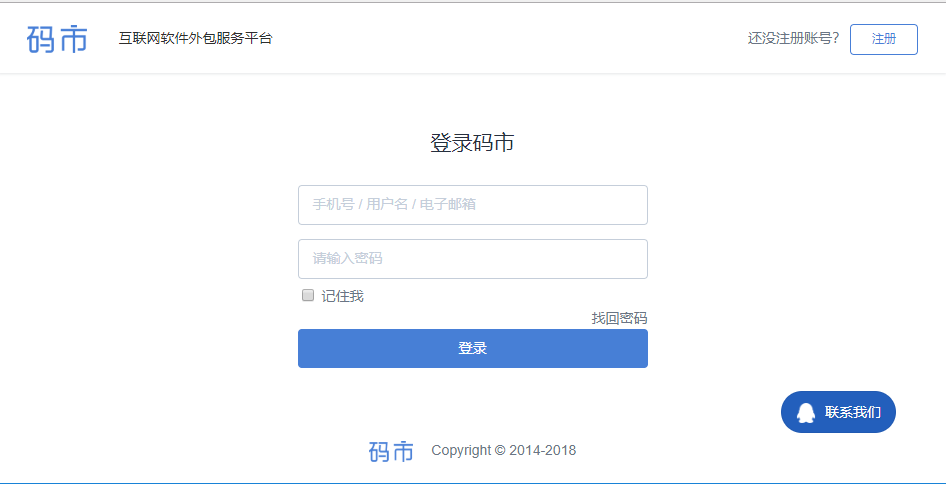 码市 互联网软件外包服务平台 还没注册账号? 注册
登录码市
手机号 / 用户名 / 电子邮箱
请输入密码
记住我
找回密码
登录
联系我们
码市 Copyright © 2014-2018